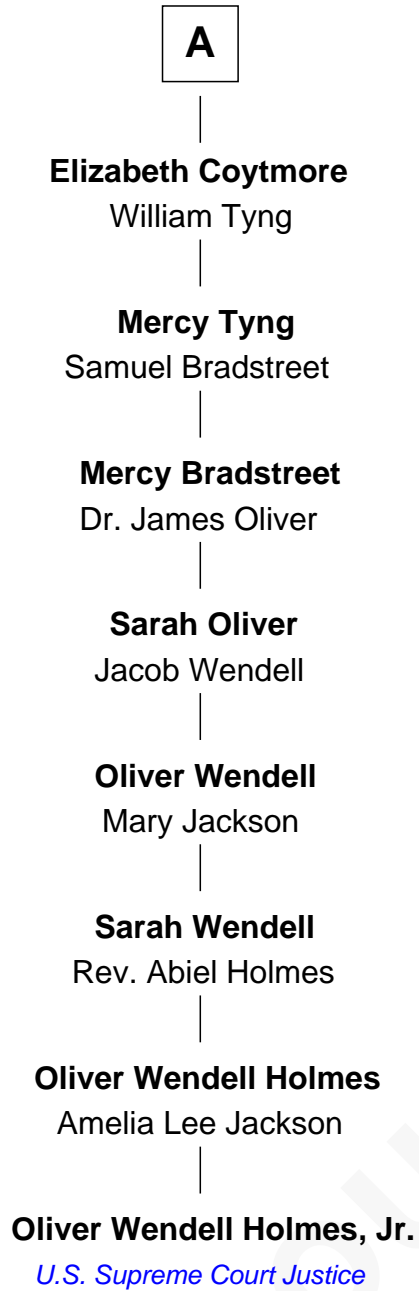 A
Elizabeth Coytmore
William Tyng
Mercy Tyng
Samuel Bradstreet
Mercy Bradstreet
Dr. James Oliver
Sarah Oliver
Jacob Wendell
Oliver Wendell
Mary Jackson
Sarah Wendell
Rev. Abiel Holmes
Oliver Wendell Holmes
Amelia Lee Jackson
Oliver Wendell Holmes, Jr.
U.S. Supreme Court Justice